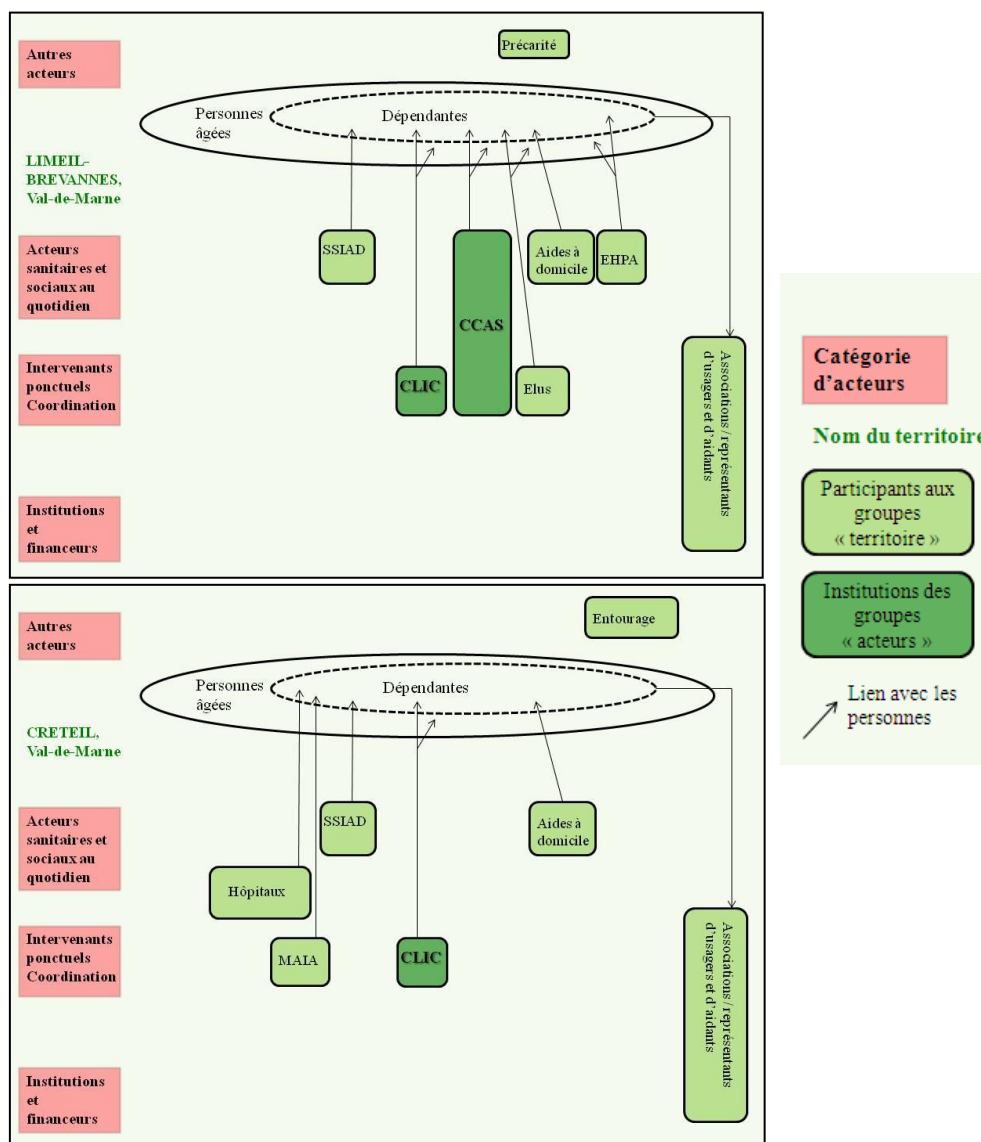 Précarité
Autres
acteurs
Personnes
âgées
Dépendantes
LIMEIL-
BREVANNES,
Val-de-Marne
Acteurs
sanitaires et
sociaux au
quotidien
SSIAD
CCAS
Aides à
domicile
EHPA
Intervenants
ponctuels
Coordination
CLIC
Elus
Associations / représentants
d'usagers et d'aidants
Institutions
et
financeurs
Autres
acteurs
Entourage
Personnes
âgées
Dépendantes
CRETEIL,
Val-de-Marne
Acteurs
sanitaires et
sociaux au
quotidien
SSIAD
Aides à
domicile
Hôpitaux
Intervenants
ponctuels
Coordination
MAIA
CLIC
Associations / représentants
d'usagers et d'aidants
Institutions
et
financeurs
Catégorie
d’acteurs
Nom du territoire
Participants aux
groupes
« territoire »
Institutions des
groupes
« acteurs »
Lien avec les
personnes